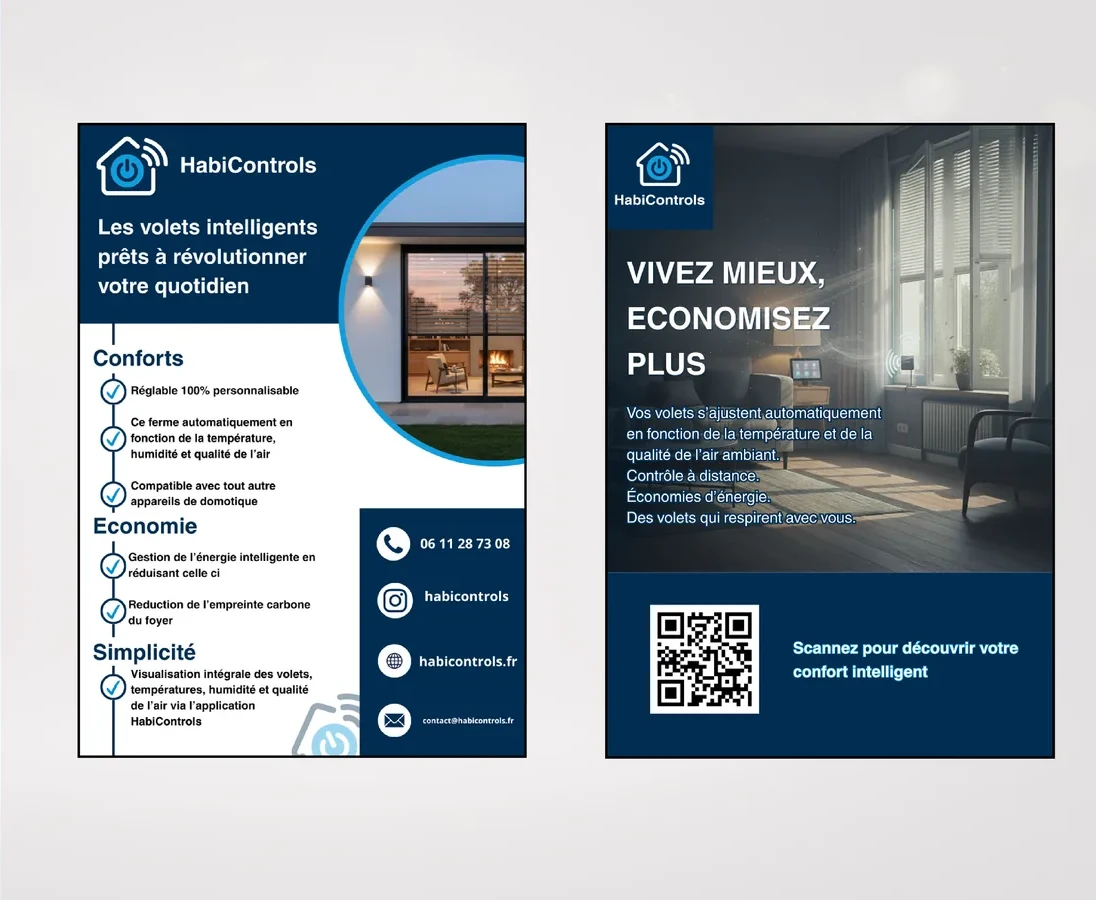 HabiControls
Les volets intelligents
prêts à révolutionner
votre quotidien
Conforts
Réglable 100% personnalisable
Ce ferme automatiquement en
fonction de la température,
humidité et qualité de l'air
Compatible avec tout autre
appareils de domotique
Economie
Gestion de l'énergie intelligente en
réduisant celle ci
Reduction de l'empreinte carbone
du foyer
Simplicité
Visualisation intégrale des volets,
températures, humidité et qualité
de l'air via l'application
HabiControls
06 11 28 73 08
habicontrols
habicontrols.fr
contact@habicontrols.fr
HabiControls
VIVEZ MIEUX,
ECONOMISEZ
PLUS
Vos volets s'ajustent automatiquement
en fonction de la température et de la
qualité de l'air ambiant.
Contrôle à distance.
Économies d'énergie.
Des volets qui respirent avec vous.
Scannez pour découvrir votre
confort intelligent